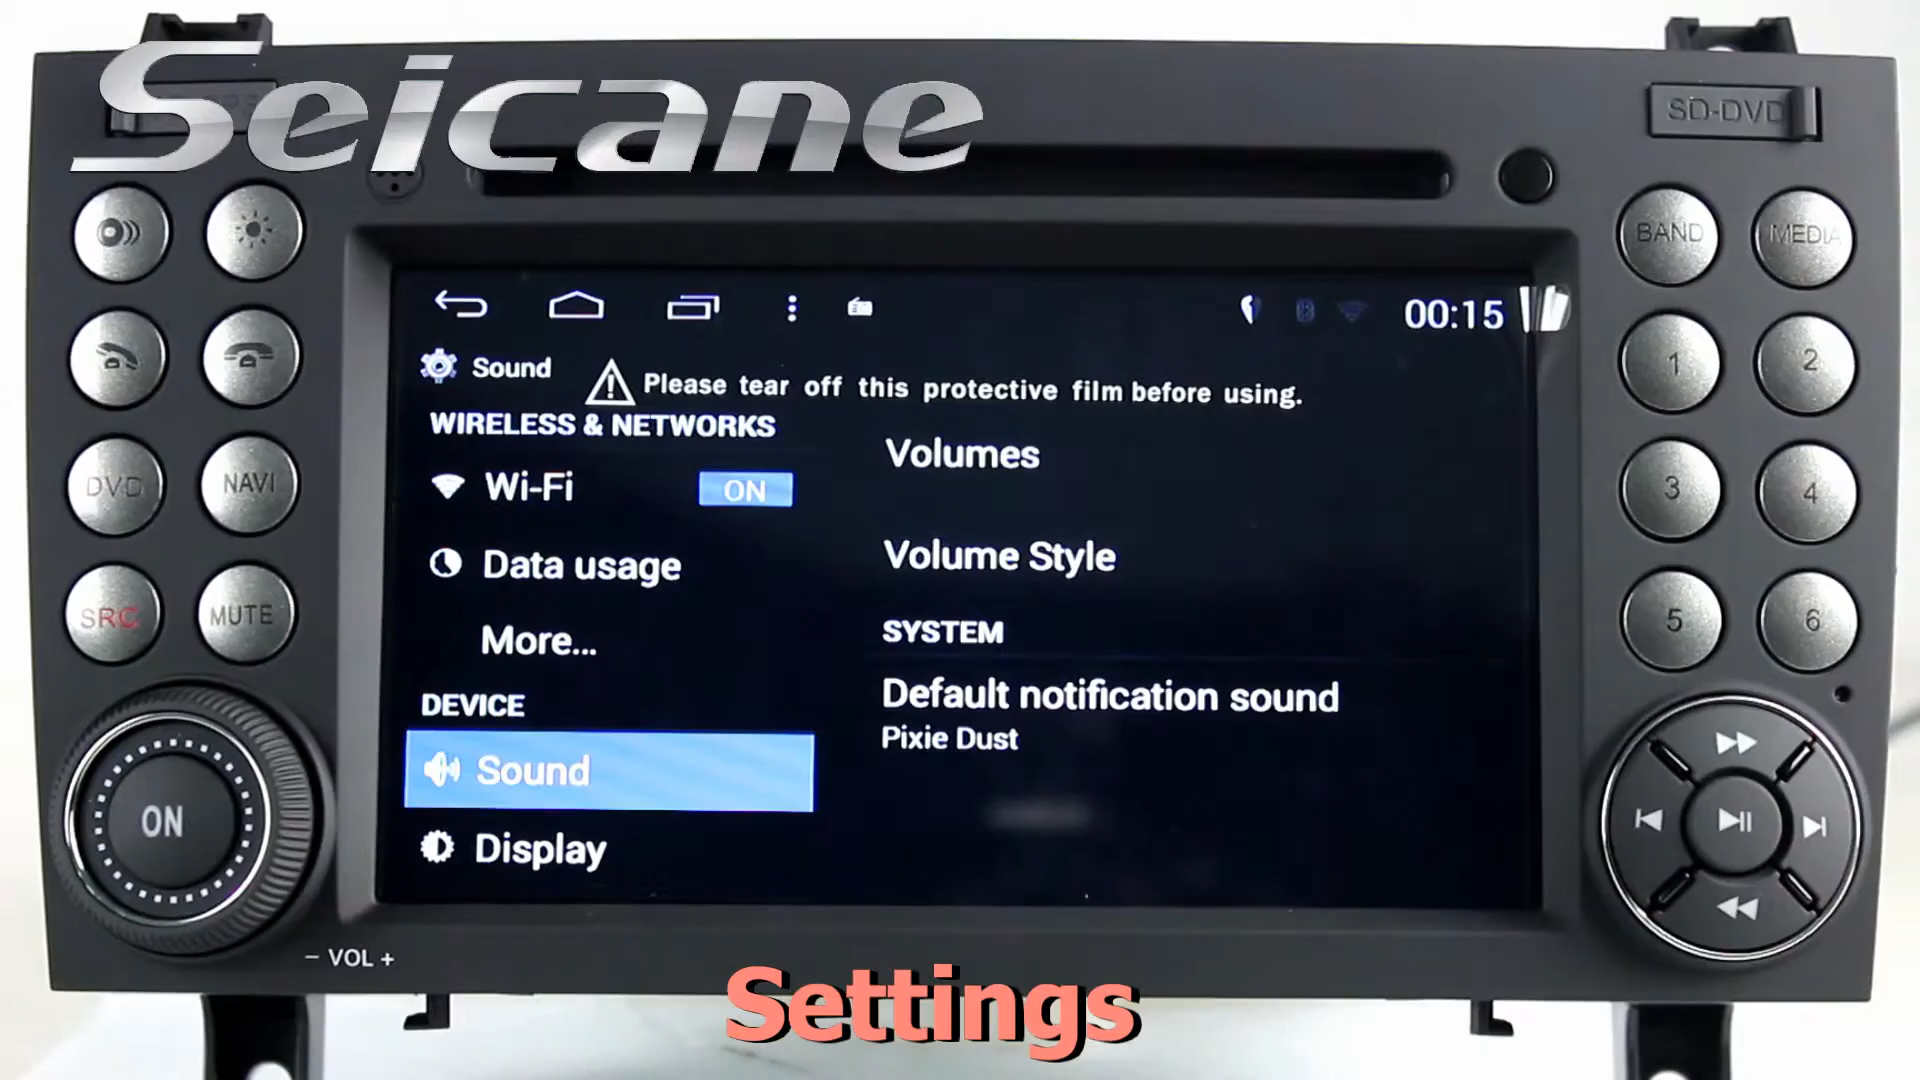 Seicane
SD-DVD
BAND
MEDIA
00:15
Sound
Please tear off this protective film before using.
WIRELESS & NETWORKS
Wi-Fi
ON
Data usage
More...
DEVICE
Sound
Display
Volumes
Volume Style
SYSTEM
Default notification sound
Pixie Dust
DVD
NAVI
SRC
MUTE
ON
– VOL +
1
2
3
4
5
6
Settings